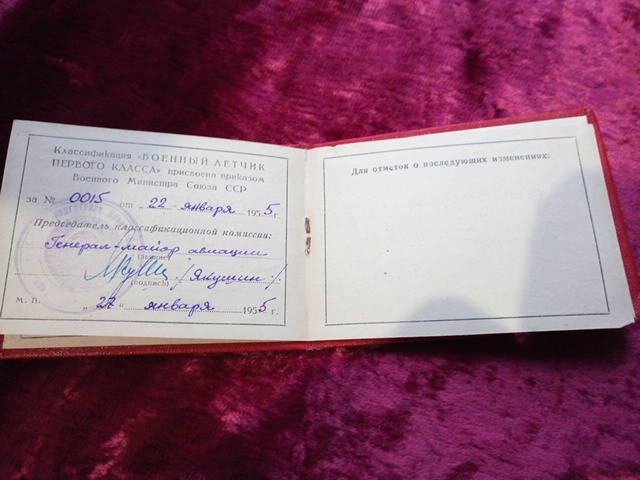 Классификация «ВОЕННЫЙ ЛЕТЧИК
ПЕРВОГО КЛАССА» присвоена приказом
Военного Министра Союза ССР
за № 0015 от " 22 " января 1955 г.
Председатель классификационной комиссии:
Генерал-майор авиации
(звание)
/Якушин/.
(подпись)
М. П. „ 22 “ января 1955 г.
Для отметок о последующих изменениях: